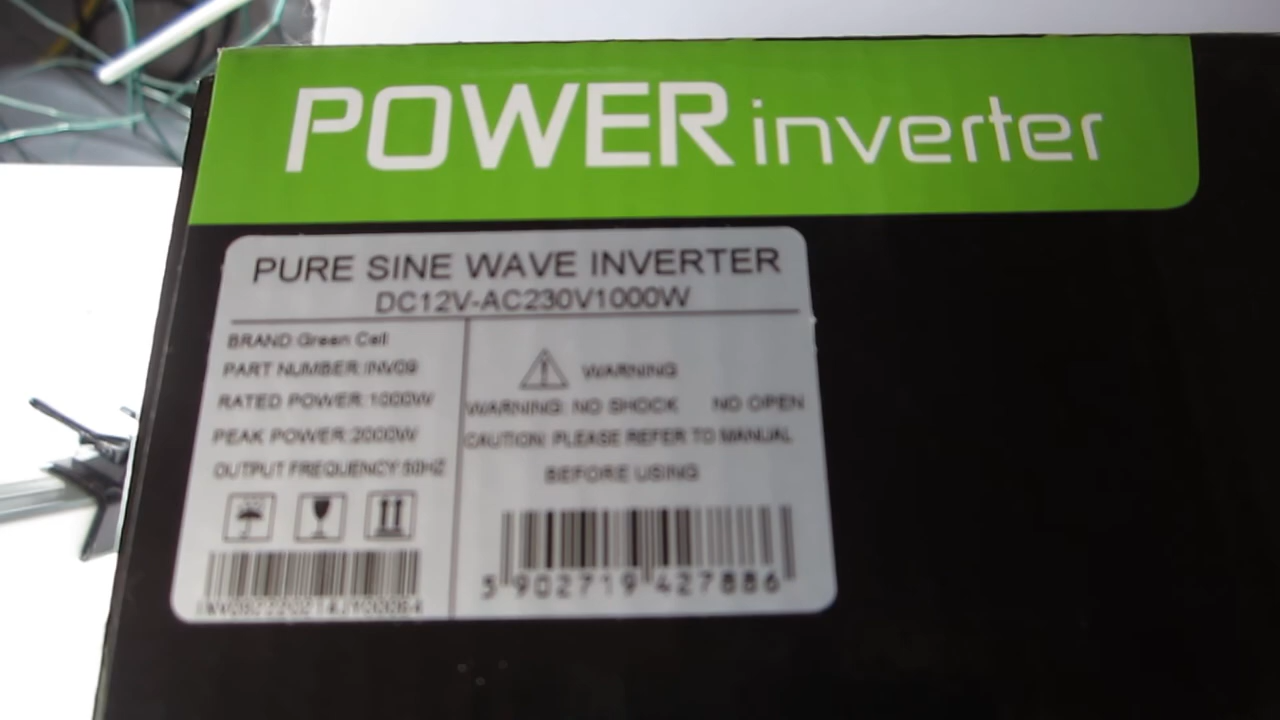 POWER inverter
PURE SINE WAVE INVERTER
DC12V-AC230V1000W
BRAND Green Cell
PART NUMBER:INV09
RATED POWER:1000W
PEAK POWER:2000W
OUTPUT FREQUENCY:50HZ
WARNING
WARNING: NO SHOCK NO OPEN
CAUTION: PLEASE REFER TO MANUAL
BEFORE USING
5 902719 427886